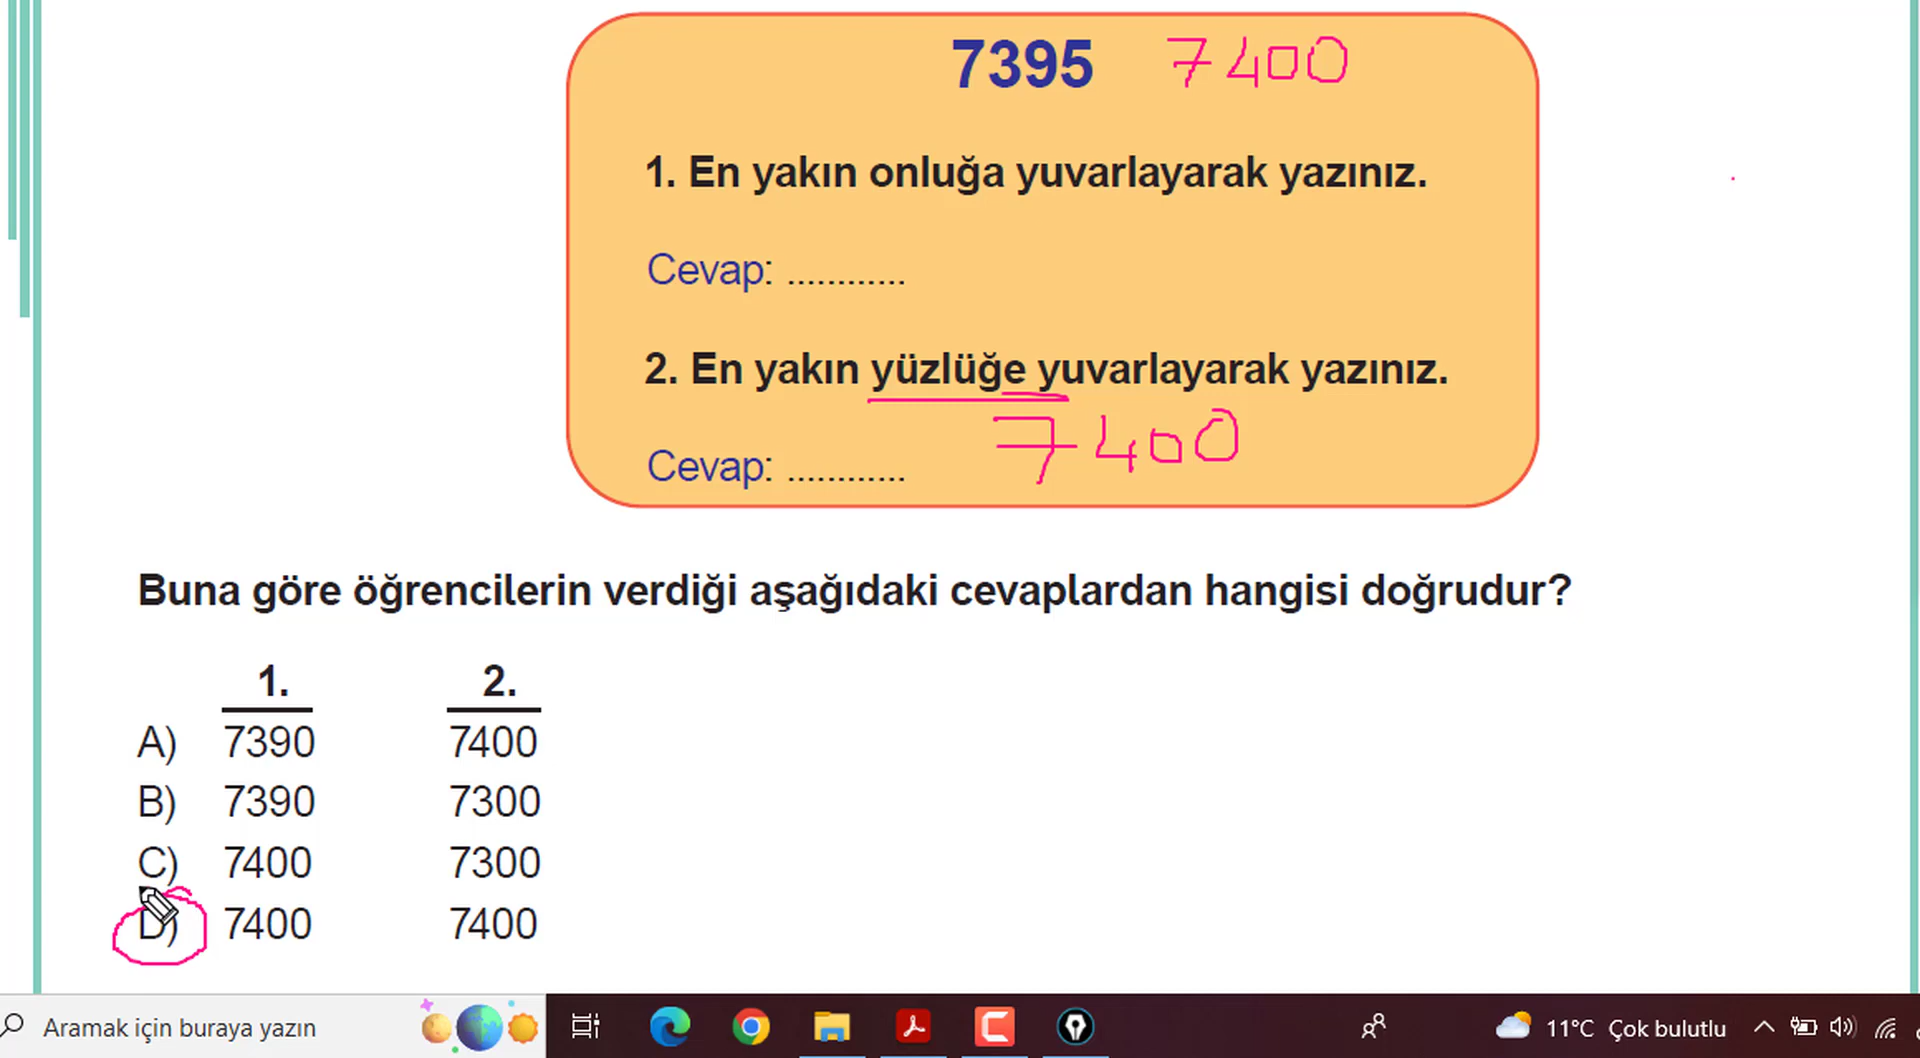 7395 7400
1. En yakın onluğa yuvarlayarak yazınız.
Cevap: ............
2. En yakın yüzlüğe yuvarlayarak yazınız.
7400
Cevap: ............
Buna göre öğrencilerin verdiği aşağıdaki cevaplardan hangisi doğrudur?
1. 2.
A) 7390 7400
B) 7390 7300
C) 7400 7300
D) 7400 7400
Aramak için buraya yazın 11°C Çok bulutlu